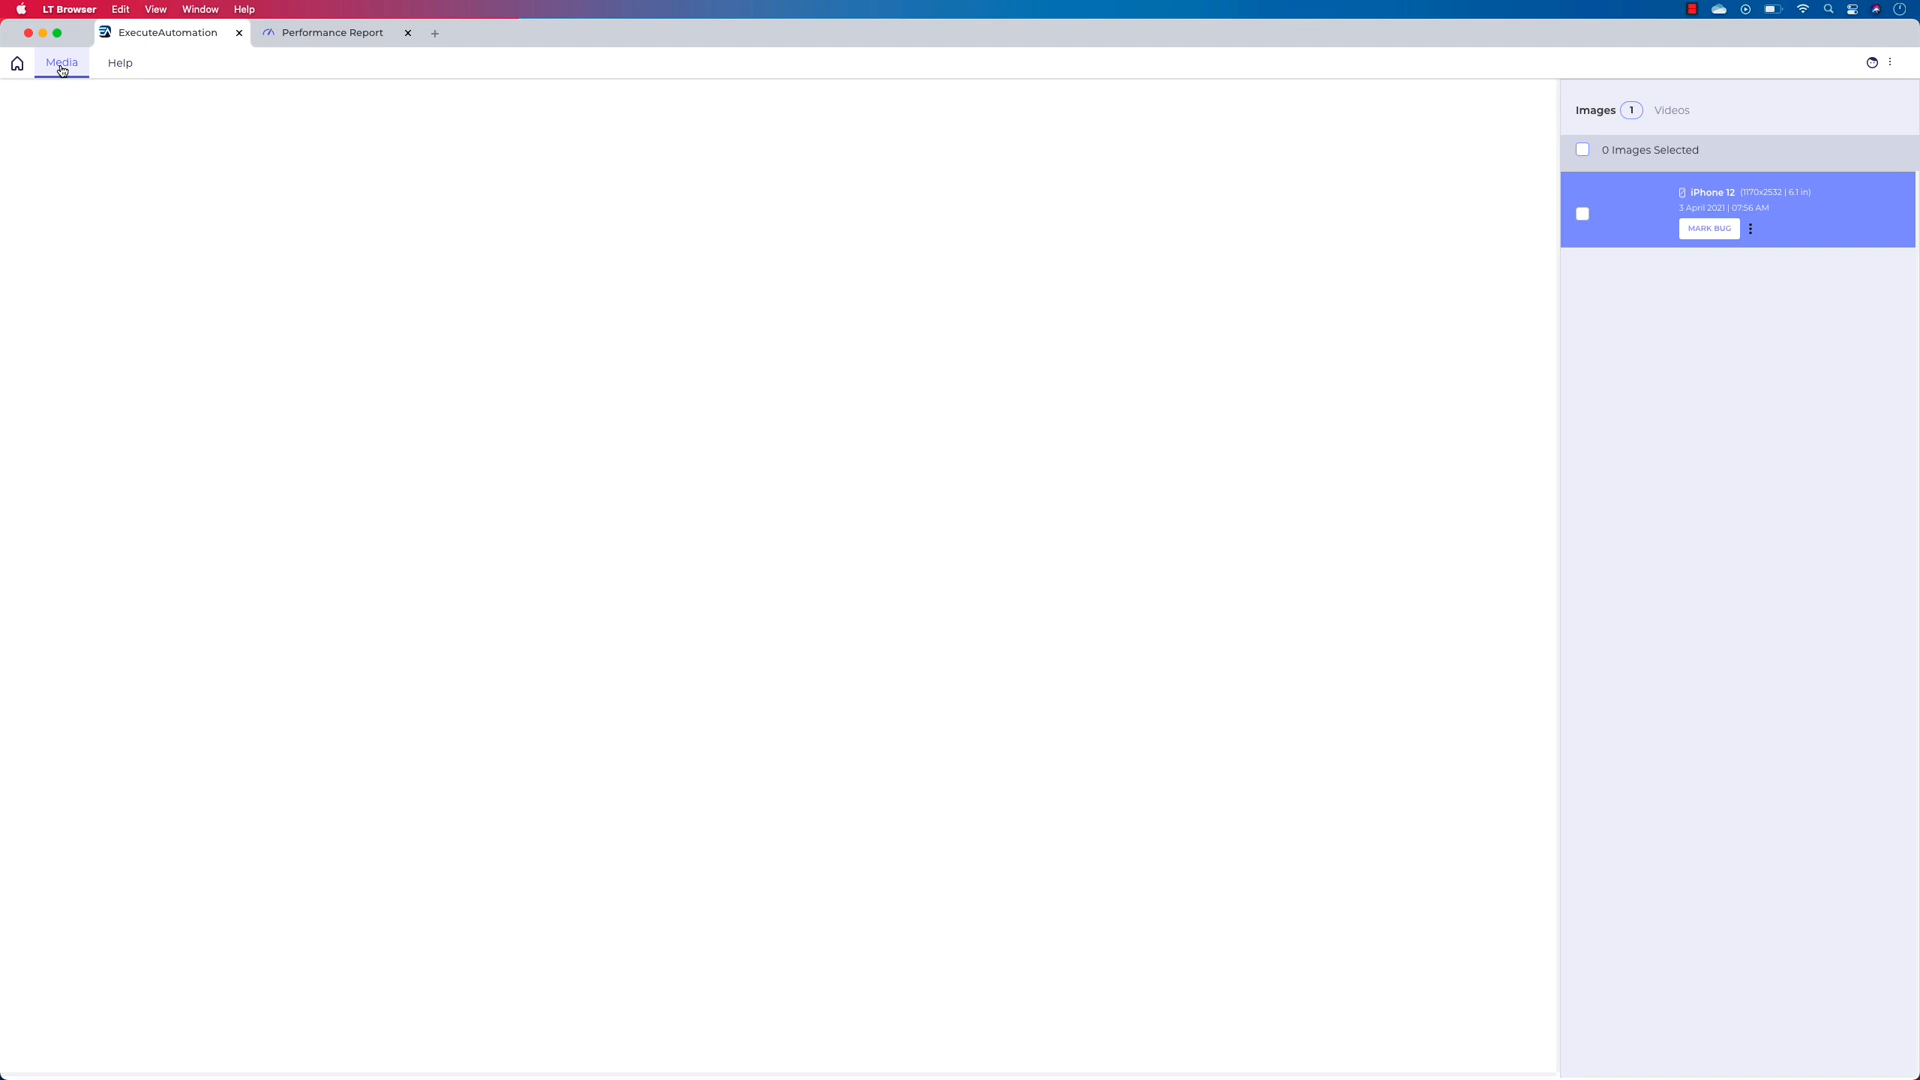 LT Browser Edit View Window Help
ExecuteAutomation Performance Report
Media Help
Images 1 Videos
0 Images Selected
iPhone 12 (1170x2532 | 6.1 in)
3 April 2021 | 07:56 AM
MARK BUG